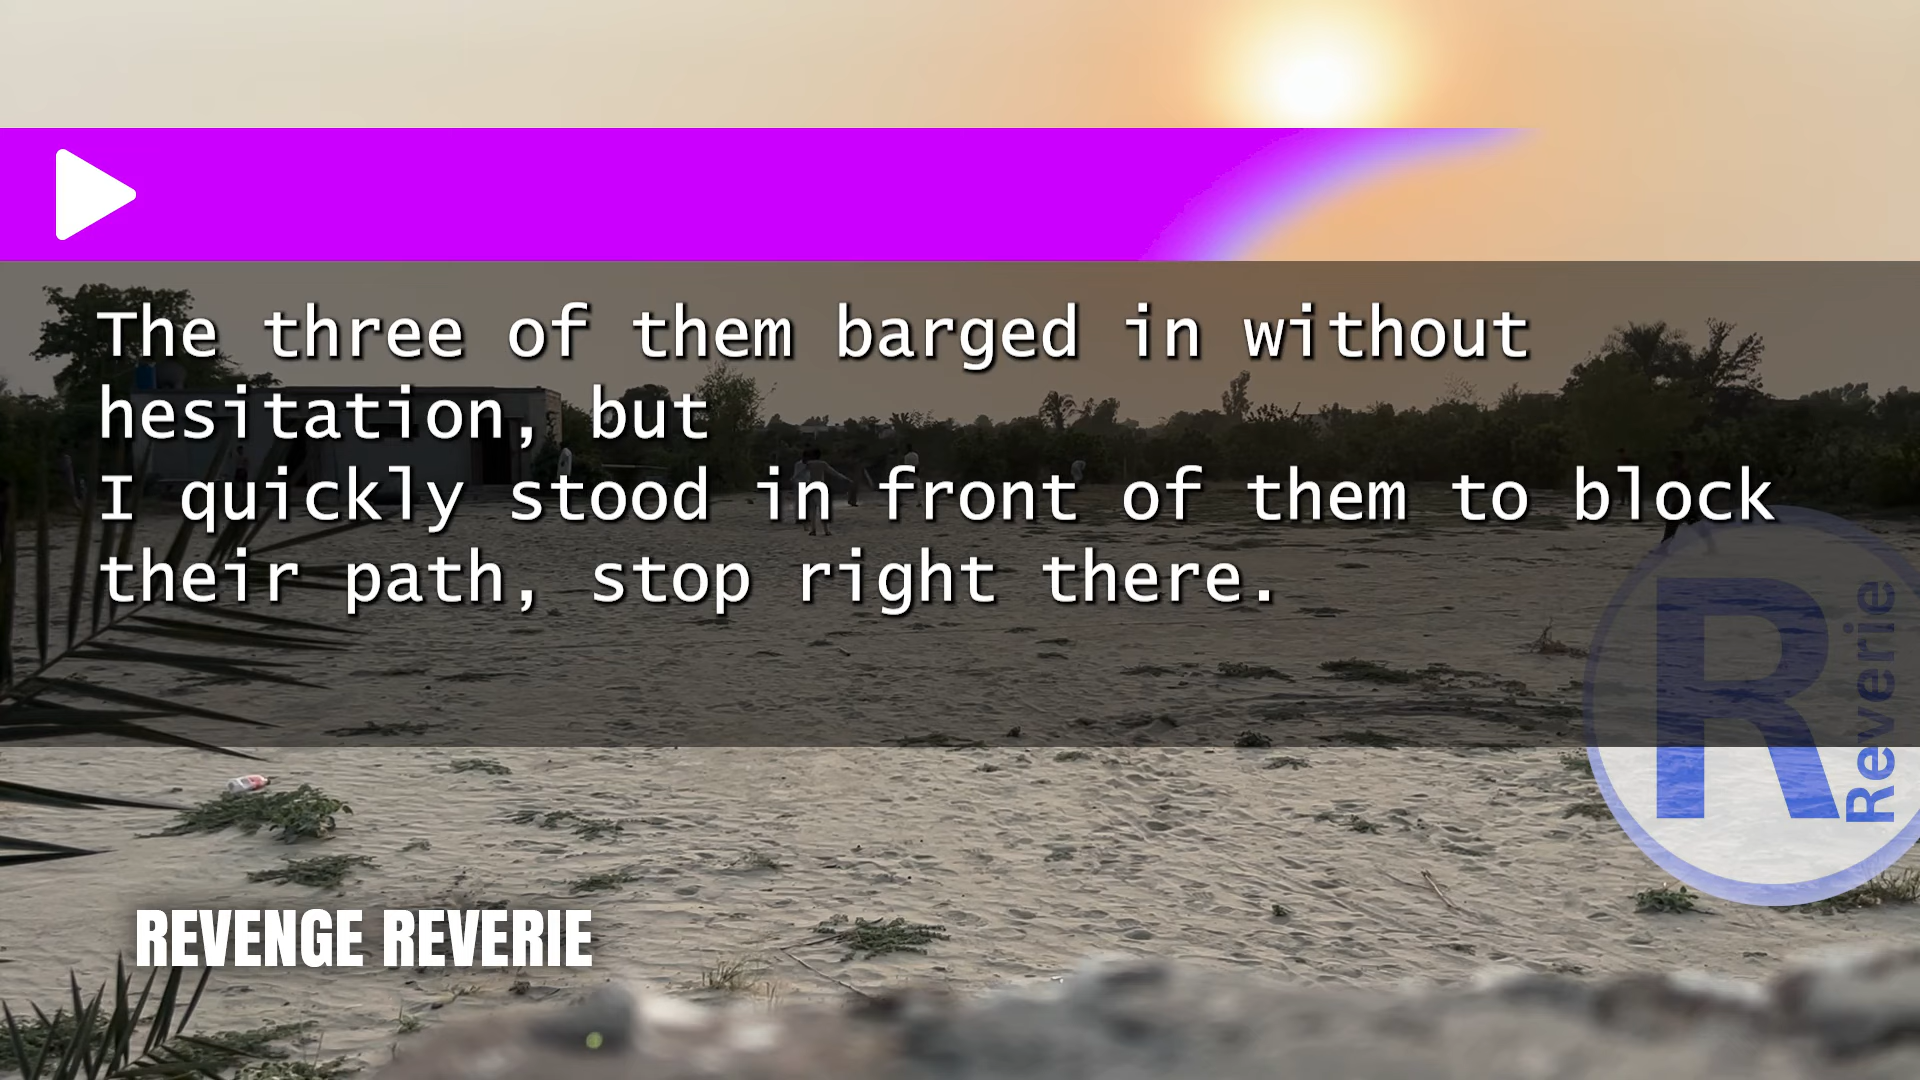 The three of them barged in without
hesitation, but
I quickly stood in front of them to block
their path, stop right there.
R
Reverie
REVENGE REVERIE